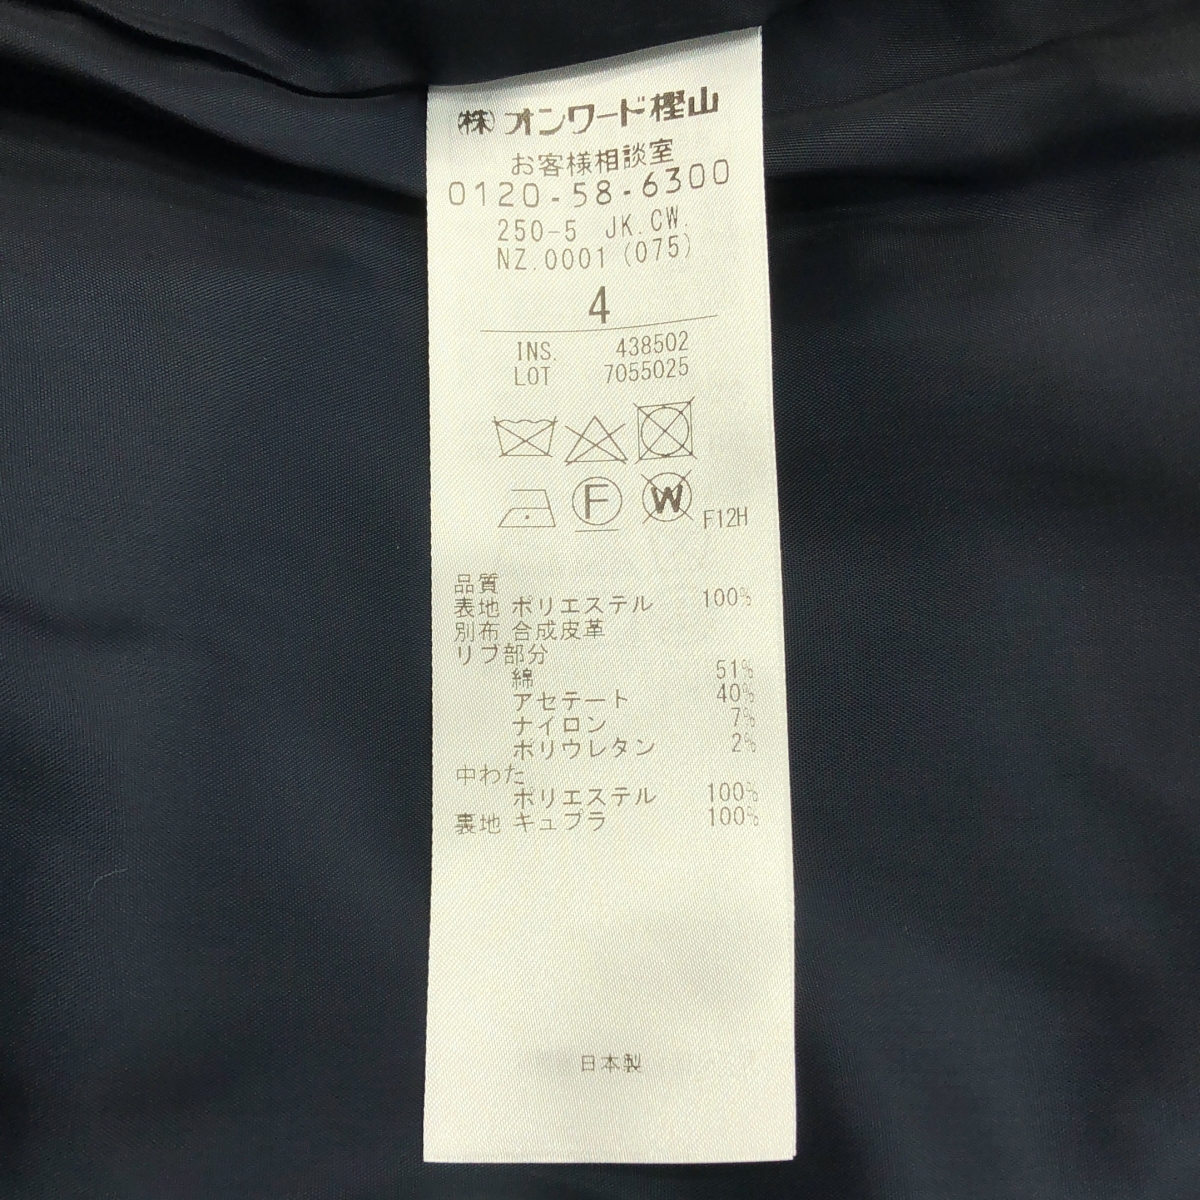 ㈱オンワード樫山
お客様相談室
0120-58-6300
250-5 JK.CW.
NZ.0001(075)
4
INS. 438502
LOT 7055025
F W F12H
品質
表地 ポリエステル 100%
別布 合成皮革
リブ部分
綿 51%
アセテート 40%
ナイロン 7%
ポリウレタン 2%
中わた
ポリエステル 100%
裏地 キュプラ 100%
日本製